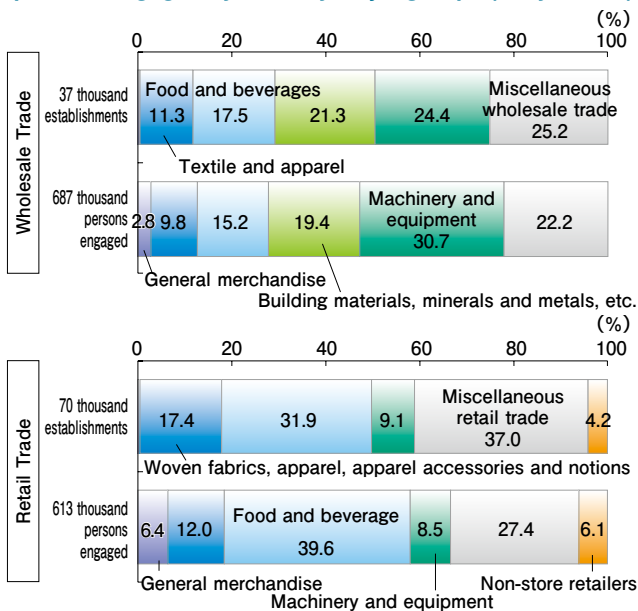 (%)
0 20 40 60 80 100
Wholesale Trade
37 thousand
establishments
Food and beverages
Miscellaneous
wholesale trade
11.3 17.5 21.3 24.4 25.2
Textile and apparel
687 thousand
persons
engaged
Machinery and
equipment
2.8 9.8 15.2 19.4 30.7 22.2
General merchandise
Building materials, minerals and metals, etc.
(%)
0 20 40 60 80 100
Retail Trade
70 thousand
establishments
Miscellaneous
retail trade
17.4 31.9 9.1 37.0 4.2
Woven fabrics, apparel, apparel accessories and notions
613 thousand
persons
engaged
Food and beverage
6.4 12.0 39.6 8.5 27.4 6.1
General merchandise
Non-store retailers
Machinery and equipment